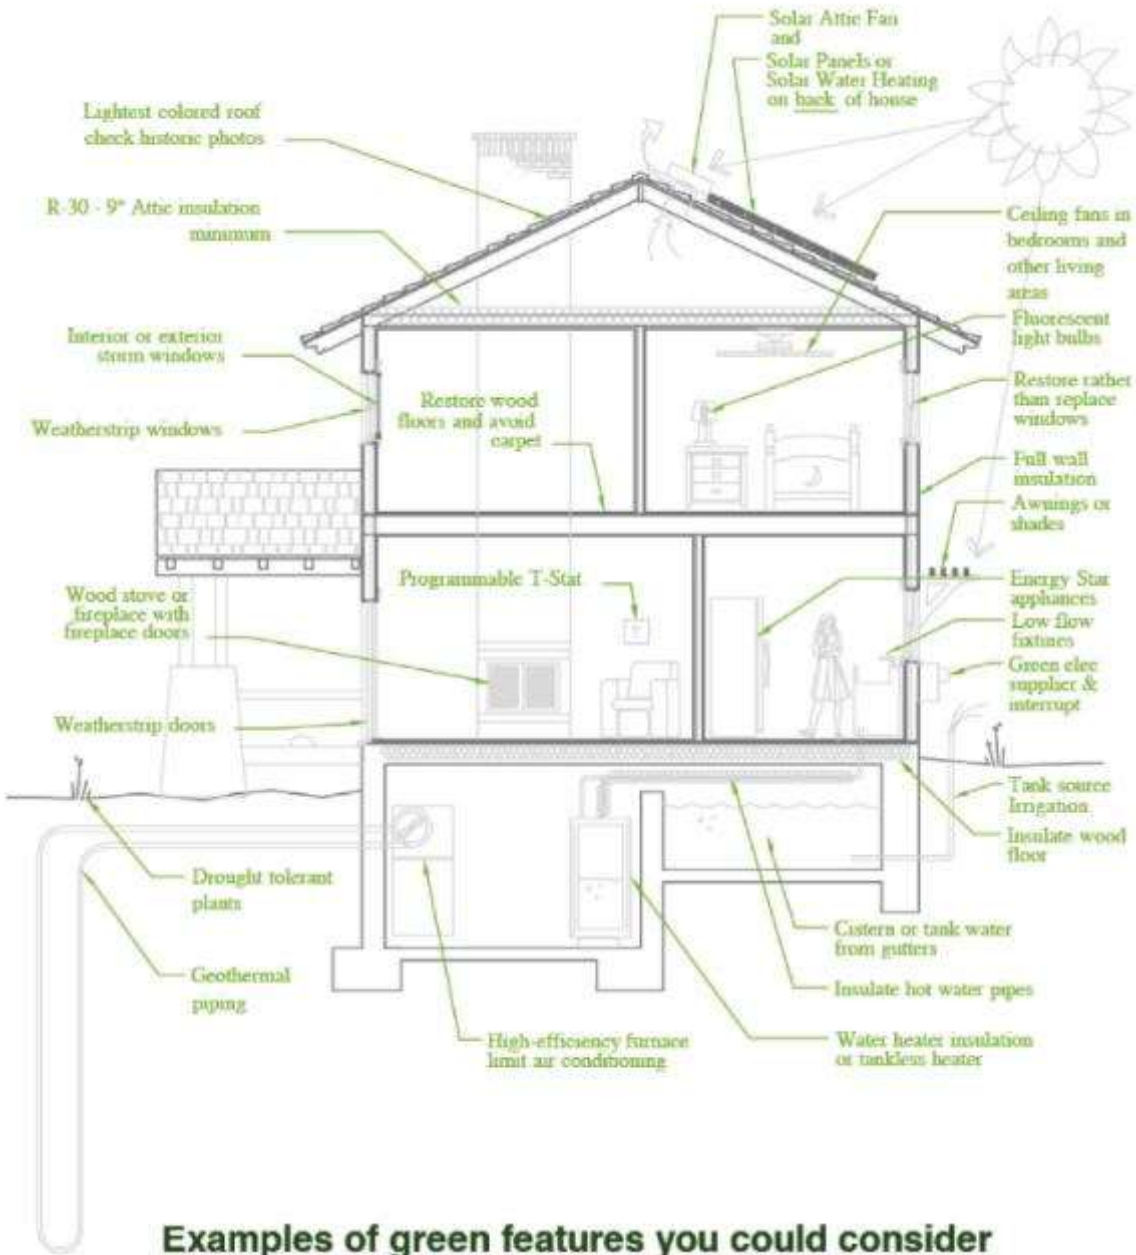 Solar Attic Fan
and
Solar Panels or
Solar Water Heating
on back of house
Lightest colored roof
check historic photos
R-30 - 9" Attic insulation
minimum
Ceiling fans in
bedrooms and
other living
areas
Interior or exterior
storm windows
Fluorescent
light bulbs
Weatherstrip windows
Restore wood
floors and avoid
carpet
Restore rather
than replace
windows
Full wall
insulation
Awnings or
shades
Programmable T-Stat
Energy Star
appliances
Wood stove or
fireplace with
fireplace doors
Low flow
fixtures
Green elec
supplier &
interrupt
Weatherstrip doors
Tank source
Irrigation
Insulate wood
floor
Drought tolerant
plants
Cistern or tank water
from gutters
Geothermal
piping
Insulate hot water pipes
High-efficiency furnace
limit air conditioning
Water heater insulation
or tankless heater
Examples of green features you could consider